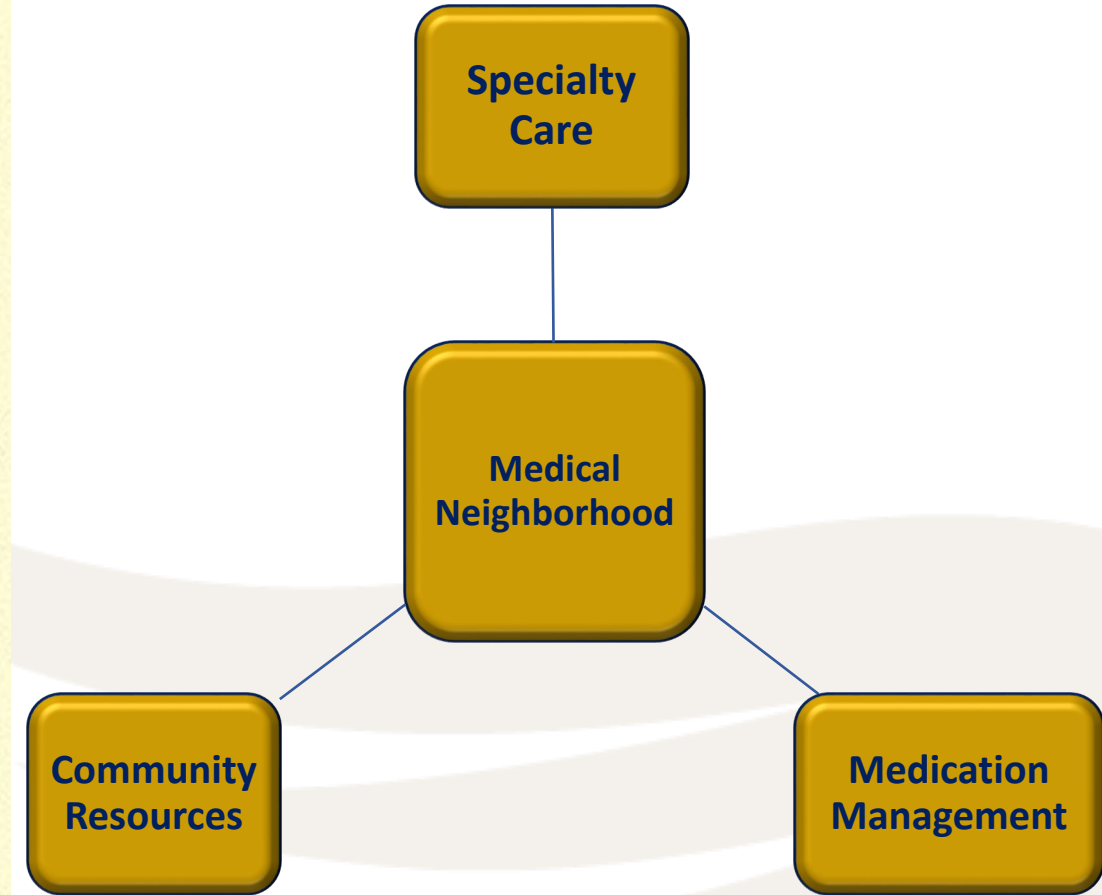 Specialty
Care
Medical
Neighborhood
Community
Resources
Medication
Management